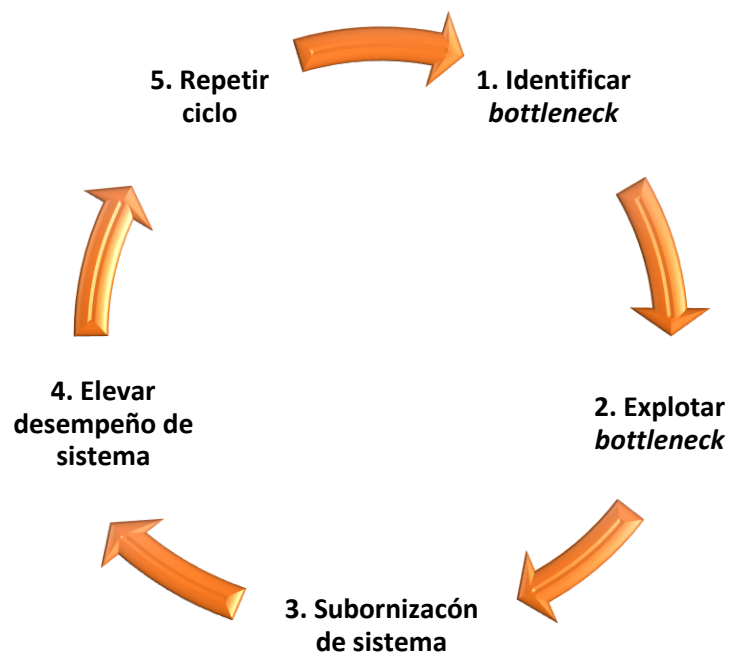 1. Identificar
bottleneck
2. Explotar
bottleneck
3. Subornizacón
de sistema
4. Elevar
desempeño de
sistema
5. Repetir
ciclo